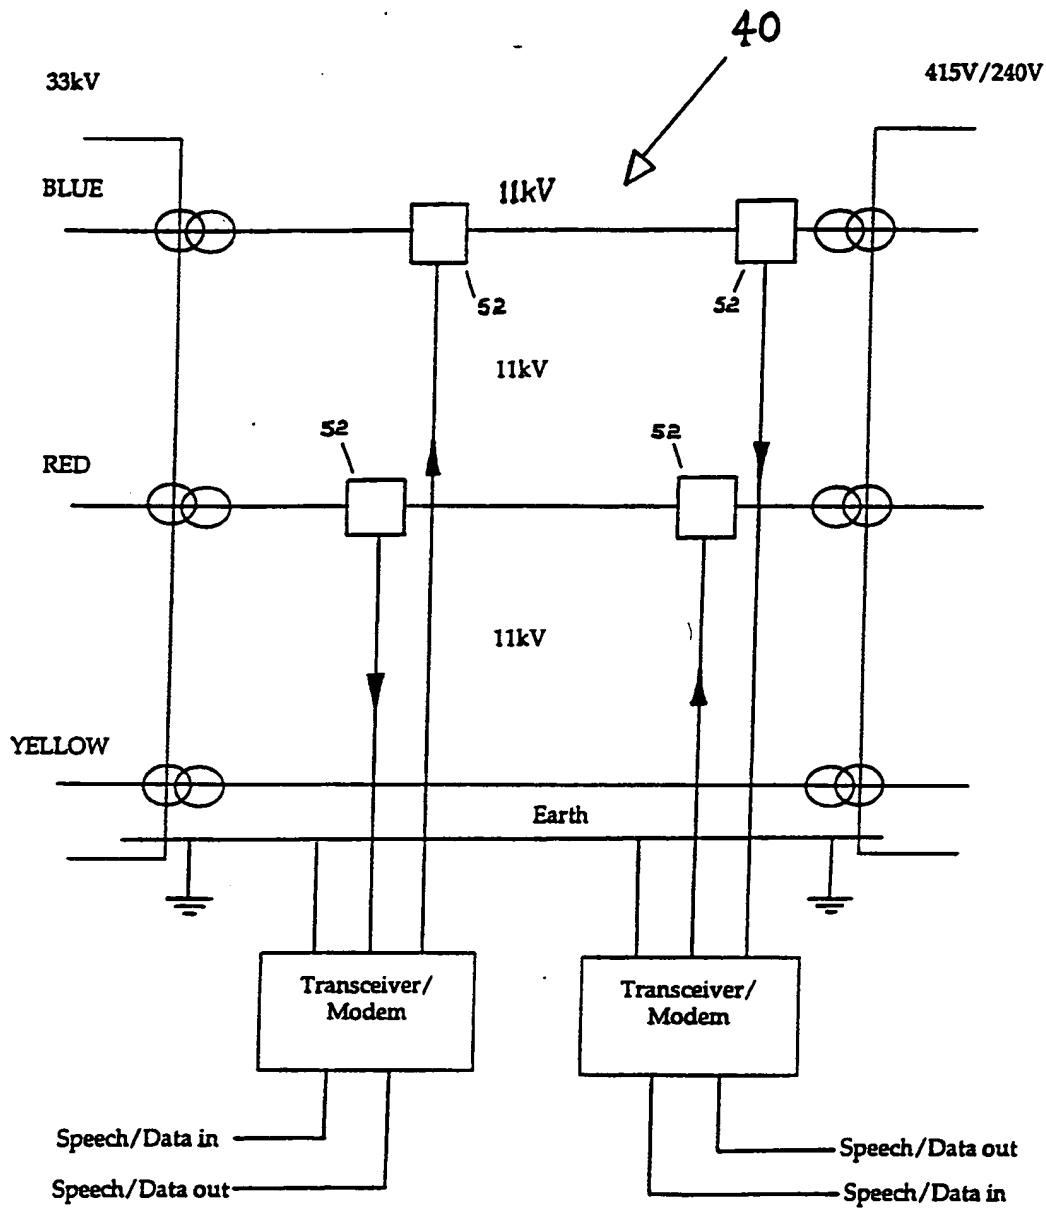 40
33kV
415V/240V
BLUE
11kV
52
52
11kV
52
52
RED
11kV
YELLOW
Earth
Transceiver/
Modem
Transceiver/
Modem
Speech/Data in
Speech/Data out
Speech/Data out
Speech/Data in